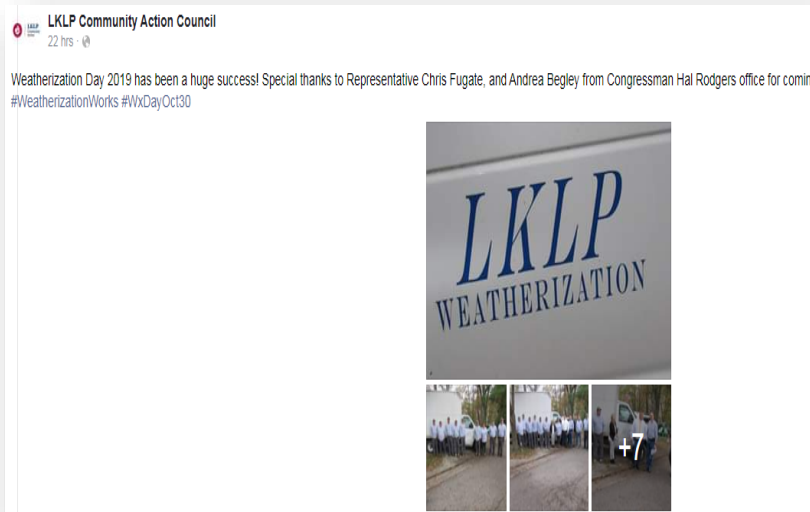 LKLP Community Action Council
22 hrs ·
Weatherization Day 2019 has been a huge success! Special thanks to Representative Chris Fugate, and Andrea Begley from Congressman Hal Rodgers office for comin
#WeatherizationWorks #WxDayOct30
LKLP
WEATHERIZATION
+7